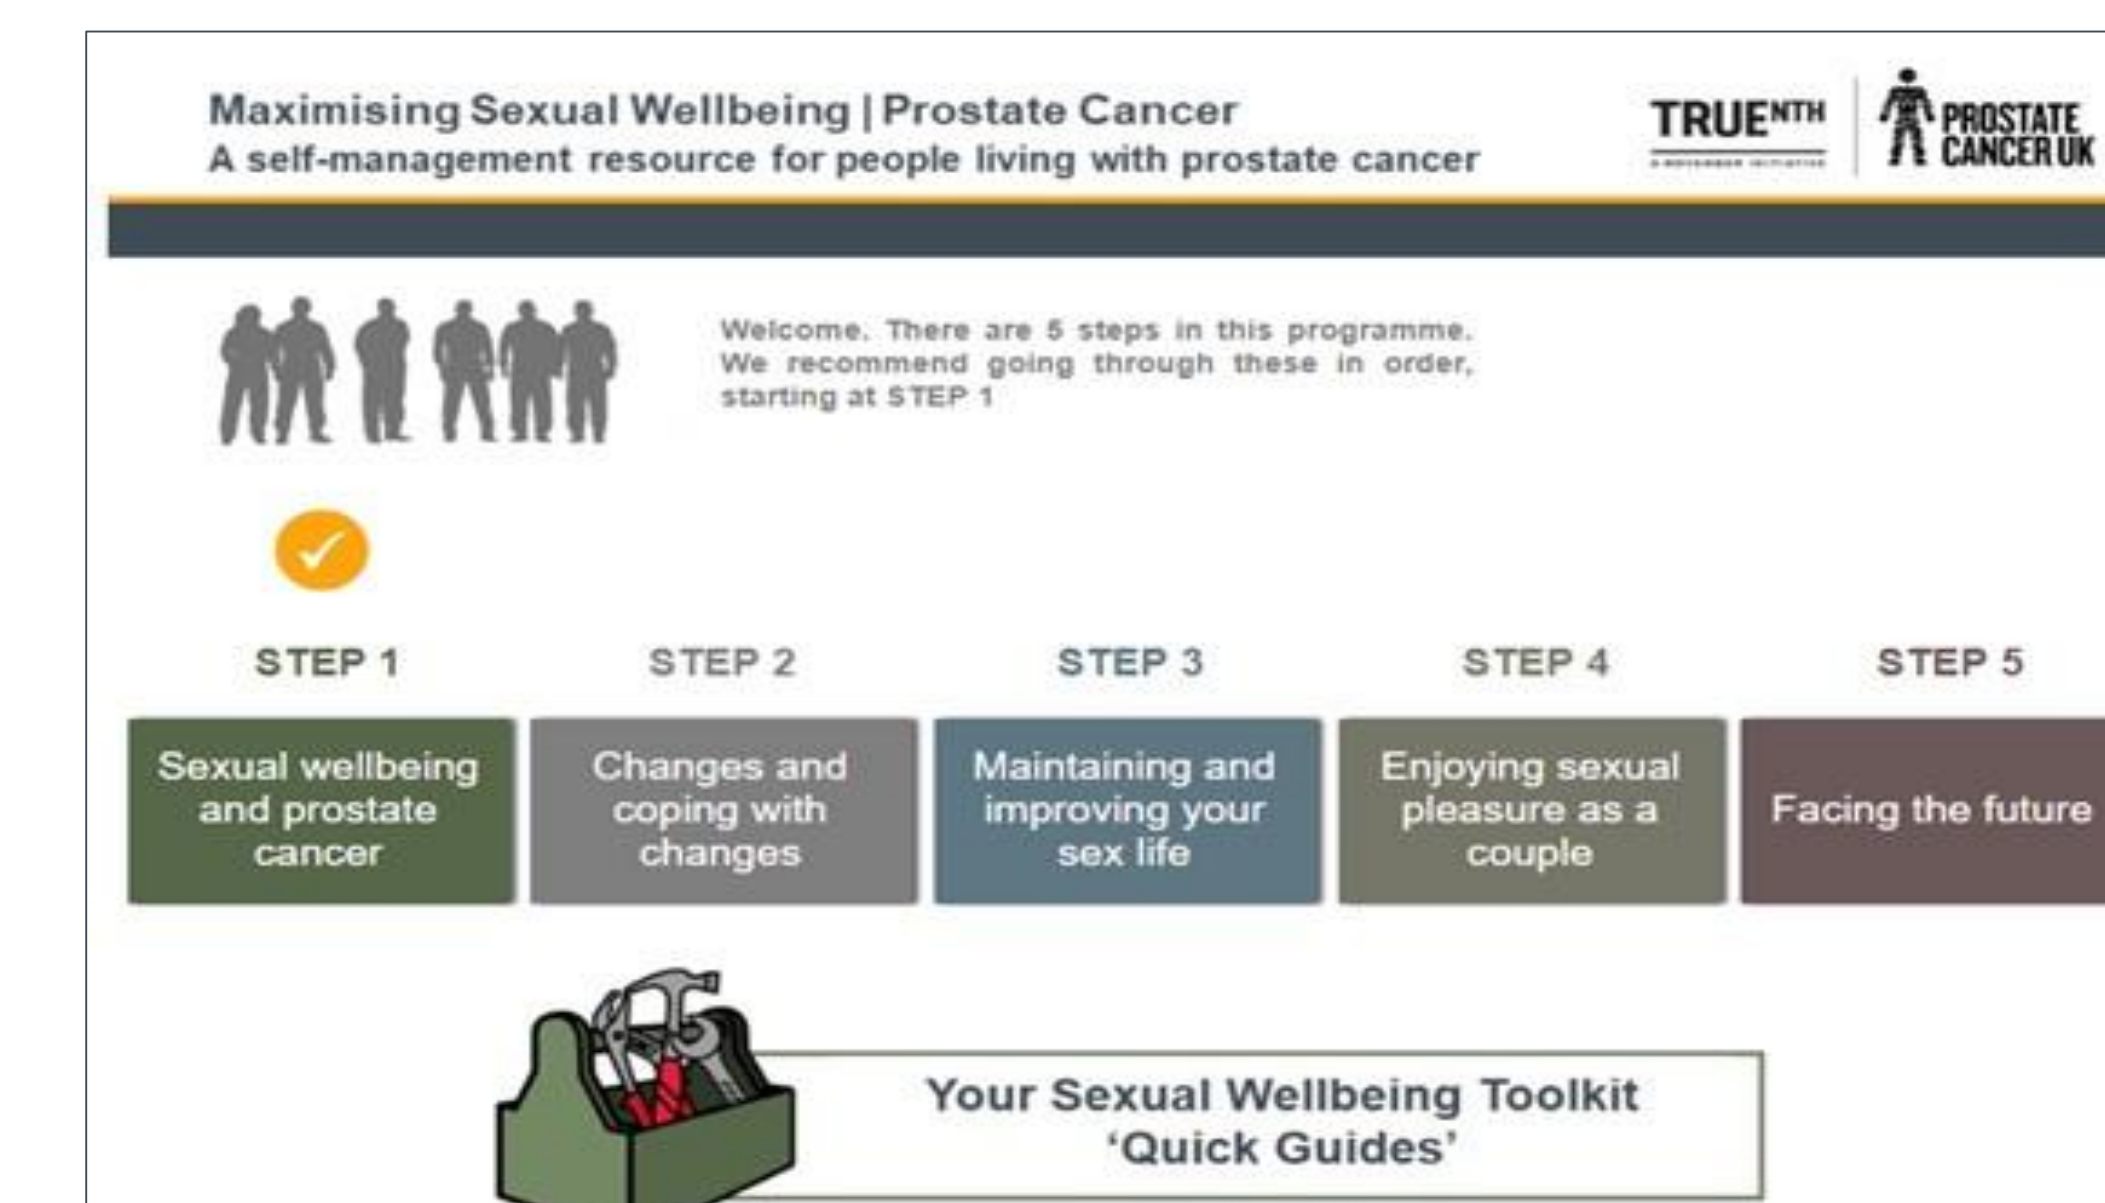 Maximising Sexual Wellbeing | Prostate Cancer
A self-management resource for people living with prostate cancer
TRUENTH
A MOVEMBER INITIATIVE
PROSTATE
CANCER UK
Welcome. There are 5 steps in this programme.
We recommend going through these in order,
starting at STEP 1
STEP 1
STEP 2
STEP 3
STEP 4
STEP 5
Sexual wellbeing
and prostate
cancer
Changes and
coping with
changes
Maintaining and
improving your
sex life
Enjoying sexual
pleasure as a
couple
Facing the future
Your Sexual Wellbeing Toolkit
‘Quick Guides’